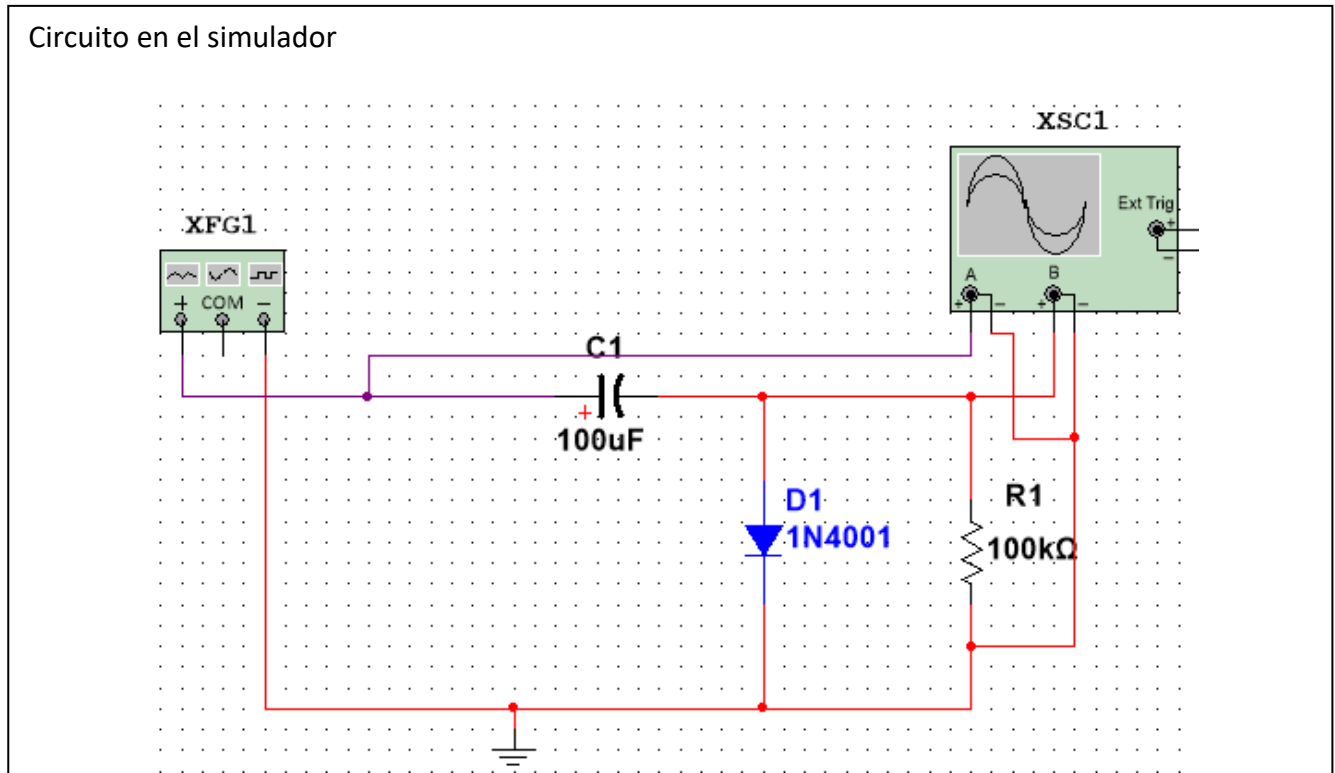 Circuito en el simulador
XSC1
Ext Trig
+
−
A
B
+
−
+
−
XFG1
+ COM −
C1
+
100uF
D1
1N4001
R1
100kΩ